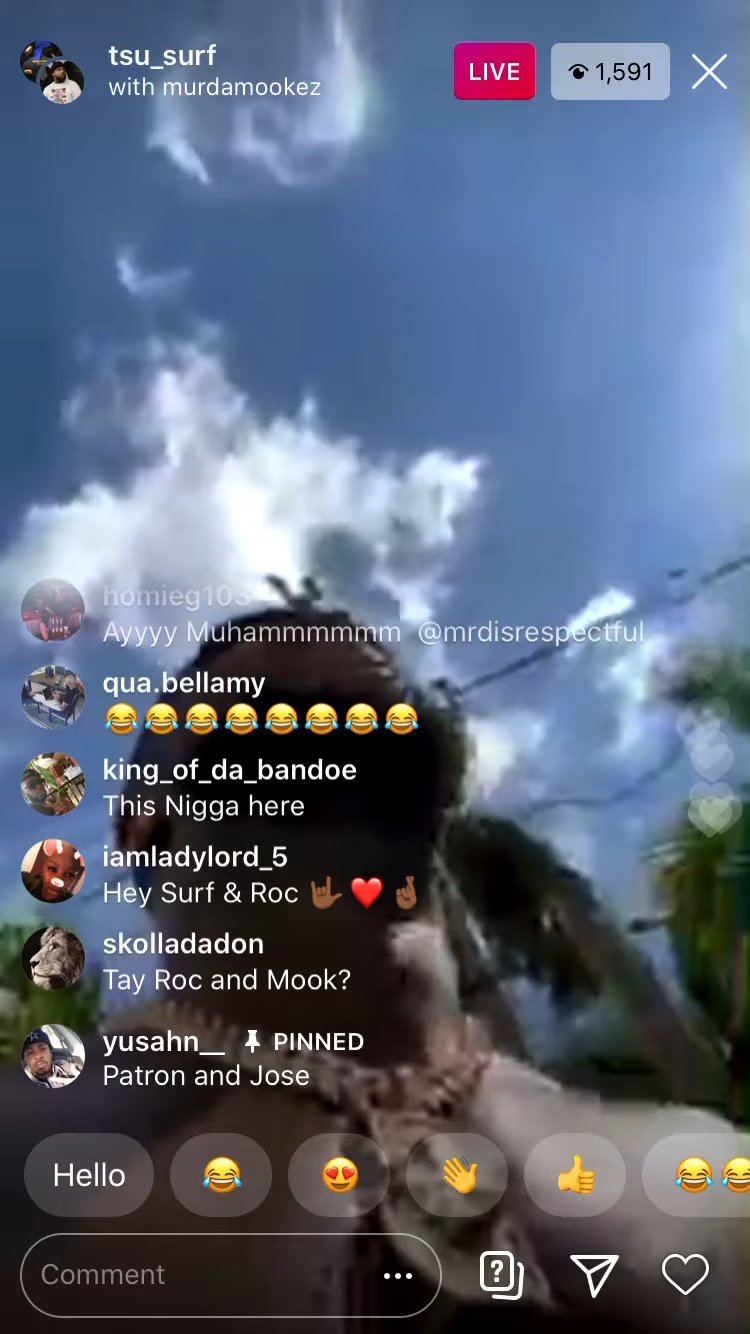 tsu_surf
with murdamookez
LIVE
1,591
homieg103
Ayyyy Muhammmmmm @mrdisrespectful
qua.bellamy
😂😂😂😂😂😂😂😂
king_of_da_bandoe
This Nigga here
iamladylord_5
Hey Surf & Roc 🤟🏾❤️🤞🏾
skolladadon
Tay Roc and Mook?
yusahn__ PINNED
Patron and Jose
Hello 😂 😍 👋 👍 😂😂
Comment